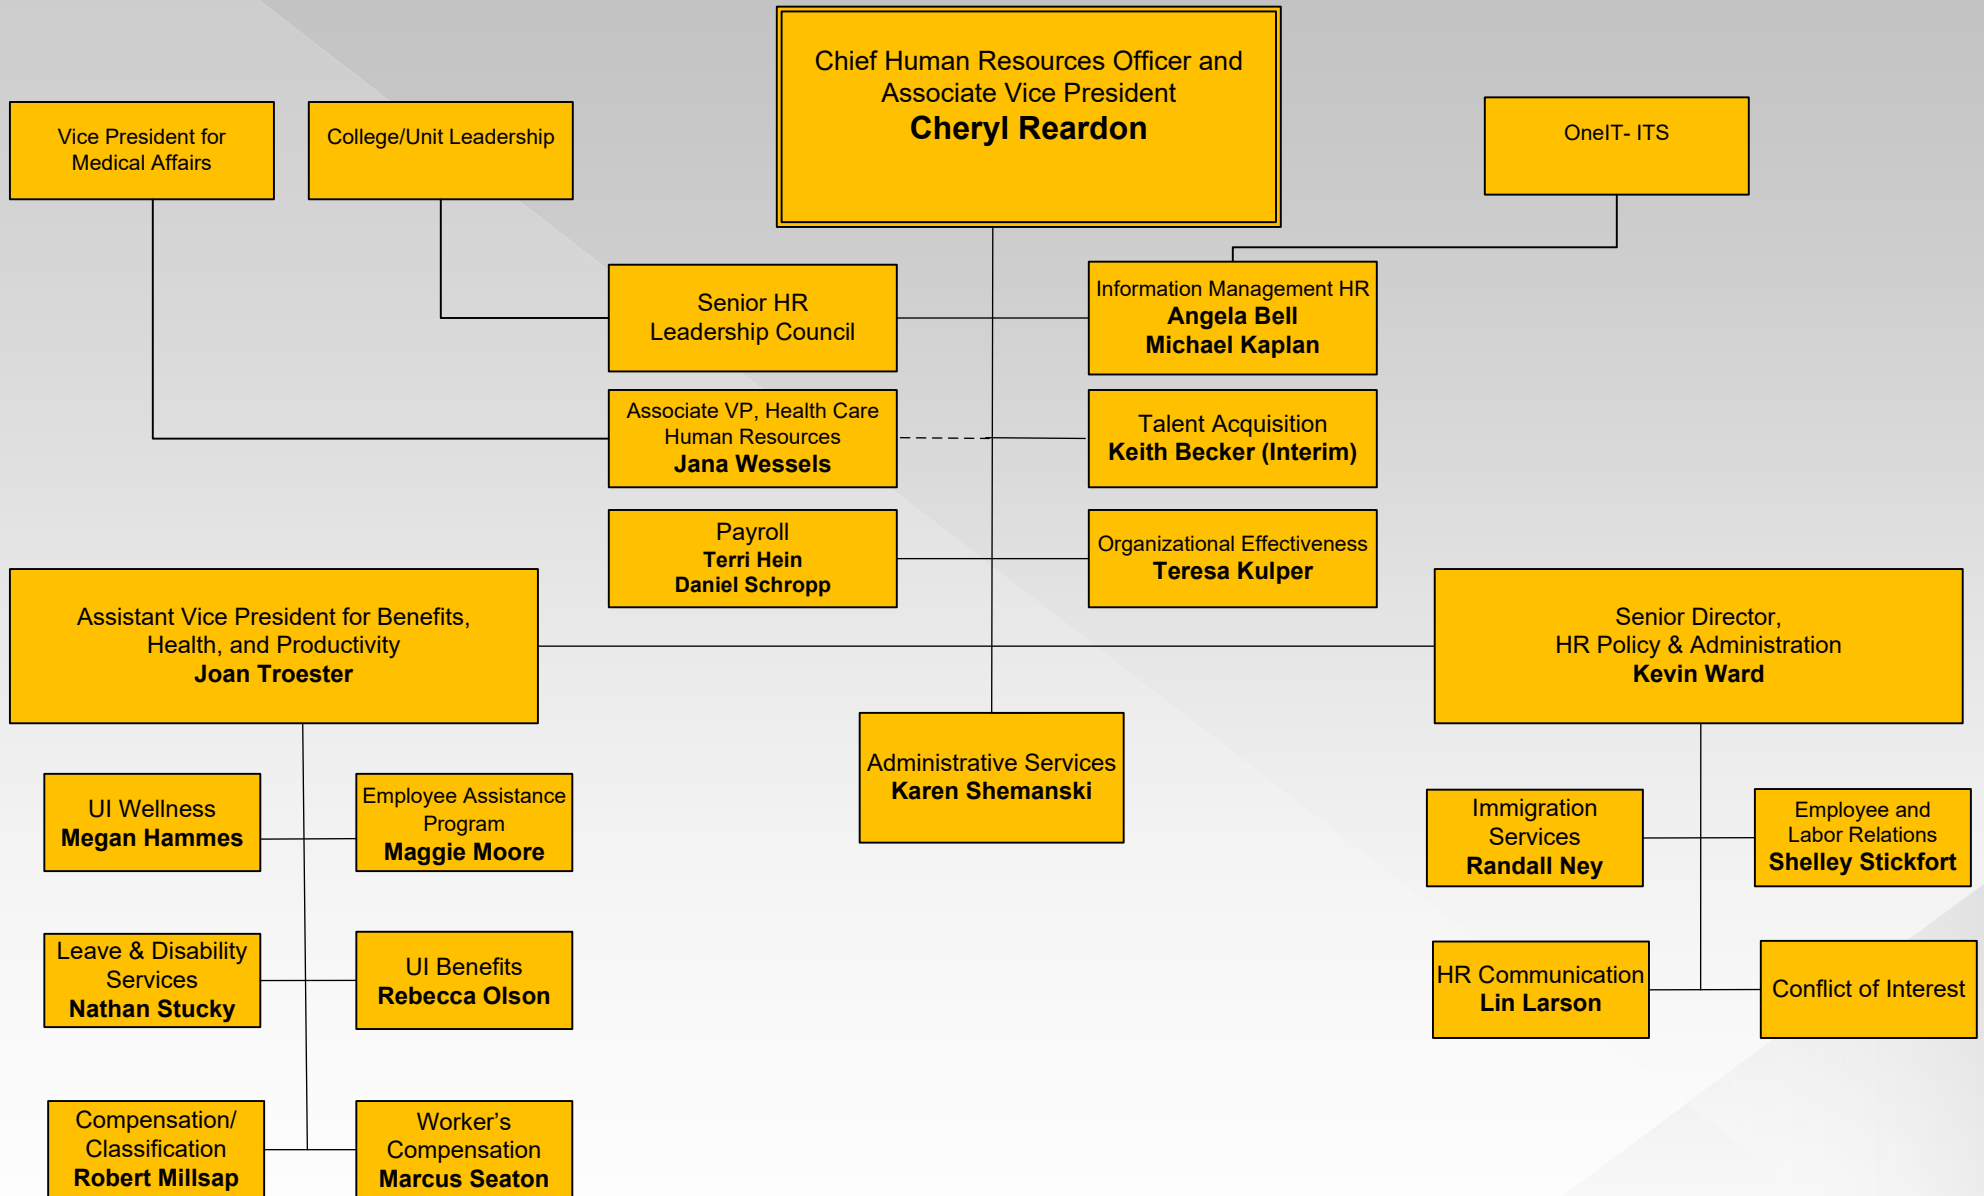 Chief Human Resources Officer and
Associate Vice President
Cheryl Reardon
Vice President for
Medical Affairs
College/Unit Leadership
OneIT- ITS
Senior HR
Leadership Council
Information Management HR
Angela Bell
Michael Kaplan
Associate VP, Health Care
Human Resources
Jana Wessels
Talent Acquisition
Keith Becker (Interim)
Payroll
Terri Hein
Daniel Schropp
Organizational Effectiveness
Teresa Kulper
Assistant Vice President for Benefits,
Health, and Productivity
Joan Troester
Senior Director,
HR Policy & Administration
Kevin Ward
Administrative Services
Karen Shemanski
UI Wellness
Megan Hammes
Employee Assistance
Program
Maggie Moore
Immigration
Services
Randall Ney
Employee and
Labor Relations
Shelley Stickfort
Leave & Disability
Services
Nathan Stucky
UI Benefits
Rebecca Olson
HR Communication
Lin Larson
Conflict of Interest
Compensation/
Classification
Robert Millsap
Worker’s
Compensation
Marcus Seaton